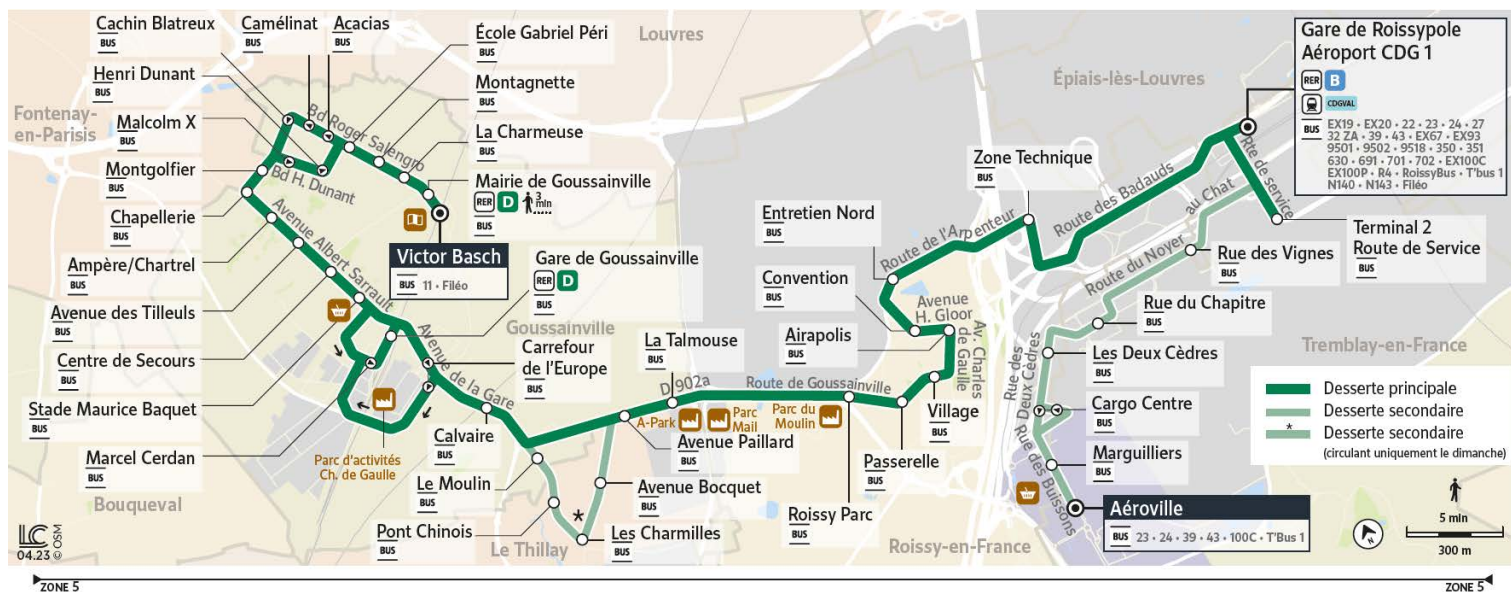 Cachin Blatreux
BUS
Camélinat
BUS
Acacias
BUS
École Gabriel Péri
BUS
Louvres
Gare de Roissypole
Aéroport CDG 1
RER B
CDGVAL
BUS
EX19 • EX20 • 22 • 23 • 24 • 27
32 ZA • 39 • 43 • EX67 • EX93
9501 • 9502 • 9518 • 350 • 351
630 • 691 • 701 • 702 • EX100C
EX100P • R4 • RoissyBus • T'bus 1
N140 • N143 • Filéo
Henri Dunant
BUS
Montagnette
BUS
Épiais-lès-Louvres
Fontenay-
en-Parisis
Bd Roger Salengro
Malcolm X
BUS
La Charmeuse
BUS
Zone Technique
BUS
Montgolfier
BUS
Bd H. Dunant
Mairie de Goussainville
RER D 3 min
BUS
Route des Badauds
Rte de service
au Chat
Chapellerie
BUS
Avenue Albert Sarrault
Entretien Nord
BUS
Route de l'Arpenteur
Terminal 2
Route de Service
BUS
Ampère/Chartrel
BUS
Victor Basch
BUS 11 • Filéo
Gare de Goussainville
RER D
BUS
Route du Noyer
Rue des Vignes
BUS
Convention
BUS
Avenue des Tilleuls
BUS
Avenue
H. Gloor
Av. Charles
de Gaulle
Rue du Chapitre
BUS
Goussainville
La Talmouse
BUS
Airapolis
BUS
Centre de Secours
BUS
Carrefour
de l'Europe
BUS
Avenue de la Gare
Rue des
Deux Cèdres
Les Deux Cèdres
BUS
Tremblay-en-France
D 902a
Route de Goussainville
Desserte principale
Desserte secondaire
* Desserte secondaire
(circulant uniquement le dimanche)
Stade Maurice Baquet
BUS
A-Park
Parc
Mail
Parc du
Moulin
Village
BUS
Cargo Centre
BUS
Calvaire
BUS
Avenue Paillard
BUS
Rue des Buissons
Marcel Cerdan
BUS
Parc d'activités
Ch. de Gaulle
Passerelle
BUS
Marguilliers
BUS
Le Moulin
BUS
Avenue Bocquet
BUS
Bouqueval
Roissy Parc
BUS
Aéroville
BUS 23 • 24 • 39 • 43 • 100C • T'Bus 1
5 min
300 m
N
Pont Chinois
BUS
*
Les Charmilles
BUS
LC
04.23 © OSM
Le Thillay
Roissy-en-France
ZONE 5
ZONE 5